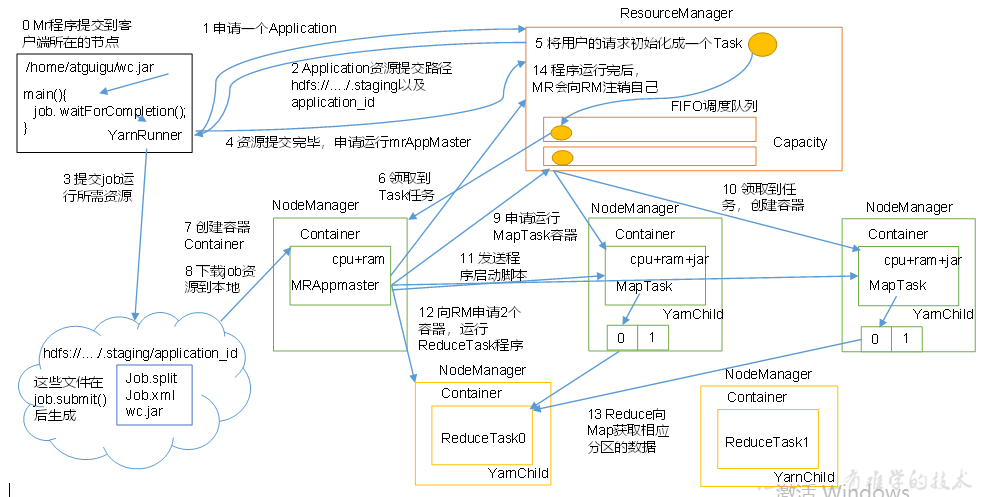 0 Mr程序提交到客
户端所在的节点
/home/atguigu/wc.jar
main(){
job. waitForCompletion();
}
YarnRunner
1 申请一个Application
2 Application资源提交路径
hdfs://…./.staging以及
application_id
4 资源提交完毕，申请运行mrAppMaster
ResourceManager
5 将用户的请求初始化成一个Task
14 程序运行完后，
MR会向RM注销自己
FIFO调度队列
Capacity
3 提交job运
行所需资源
6 领取到
Task任务
7 创建容器
Container
8 下载job资
源到本地
NodeManager
Container
cpu+ram
MRAppmaster
9 申请运行
MapTask容器
11 发送程
序启动脚本
NodeManager
Container
cpu+ram+jar
MapTask
YarnChild
0 1
10 领取到任
务，创建容器
NodeManager
Container
cpu+ram+jar
MapTask
YarnChild
0 1
12 向RM申请2个
容器，运行
ReduceTask程序
hdfs://…./.staging/application_id
这些文件在
job.submit()
后生成
Job.split
Job.xml
wc.jar
NodeManager
Container
ReduceTask0
YarnChild
13 Reduce向
Map获取相应
分区的数据
NodeManager
Container
ReduceTask1
YarnChild
有难学的技术
激活 Windows